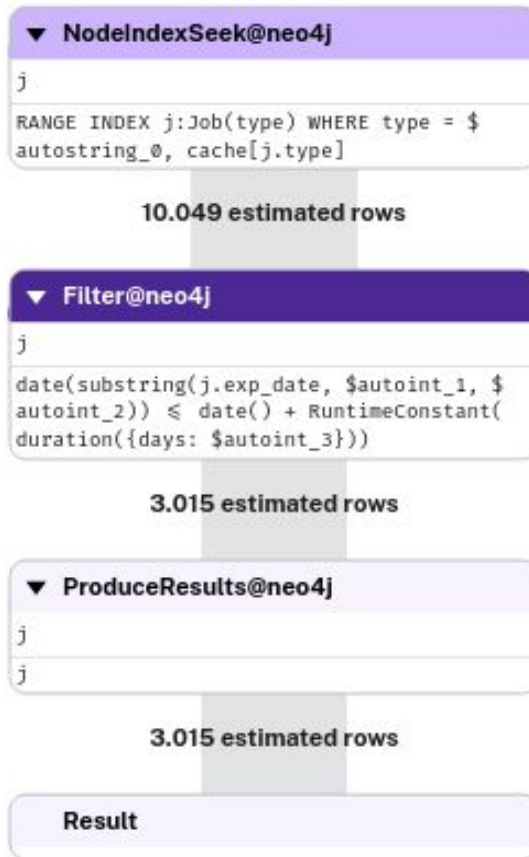 NodeIndexSeek@neo4j
j
RANGE INDEX j:Job(type) WHERE type = $
autostring_0, cache[j.type]
10.049 estimated rows
Filter@neo4j
j
date(substring(j.exp_date, $autoint_1, $
autoint_2)) ⩽ date() + RuntimeConstant(
duration({days: $autoint_3}))
3.015 estimated rows
ProduceResults@neo4j
j
j
3.015 estimated rows
Result